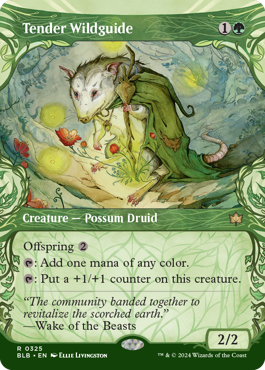 Tender Wildguide 1
Creature — Possum Druid
Offspring 2
: Add one mana of any color.
: Put a +1/+1 counter on this creature.
“The community banded together to
revitalize the scorched earth.”
—Wake of the Beasts
2/2
R 0325
BLB • EN ELLIE LIVINGSTON
™ & © 2024 Wizards of the Coast